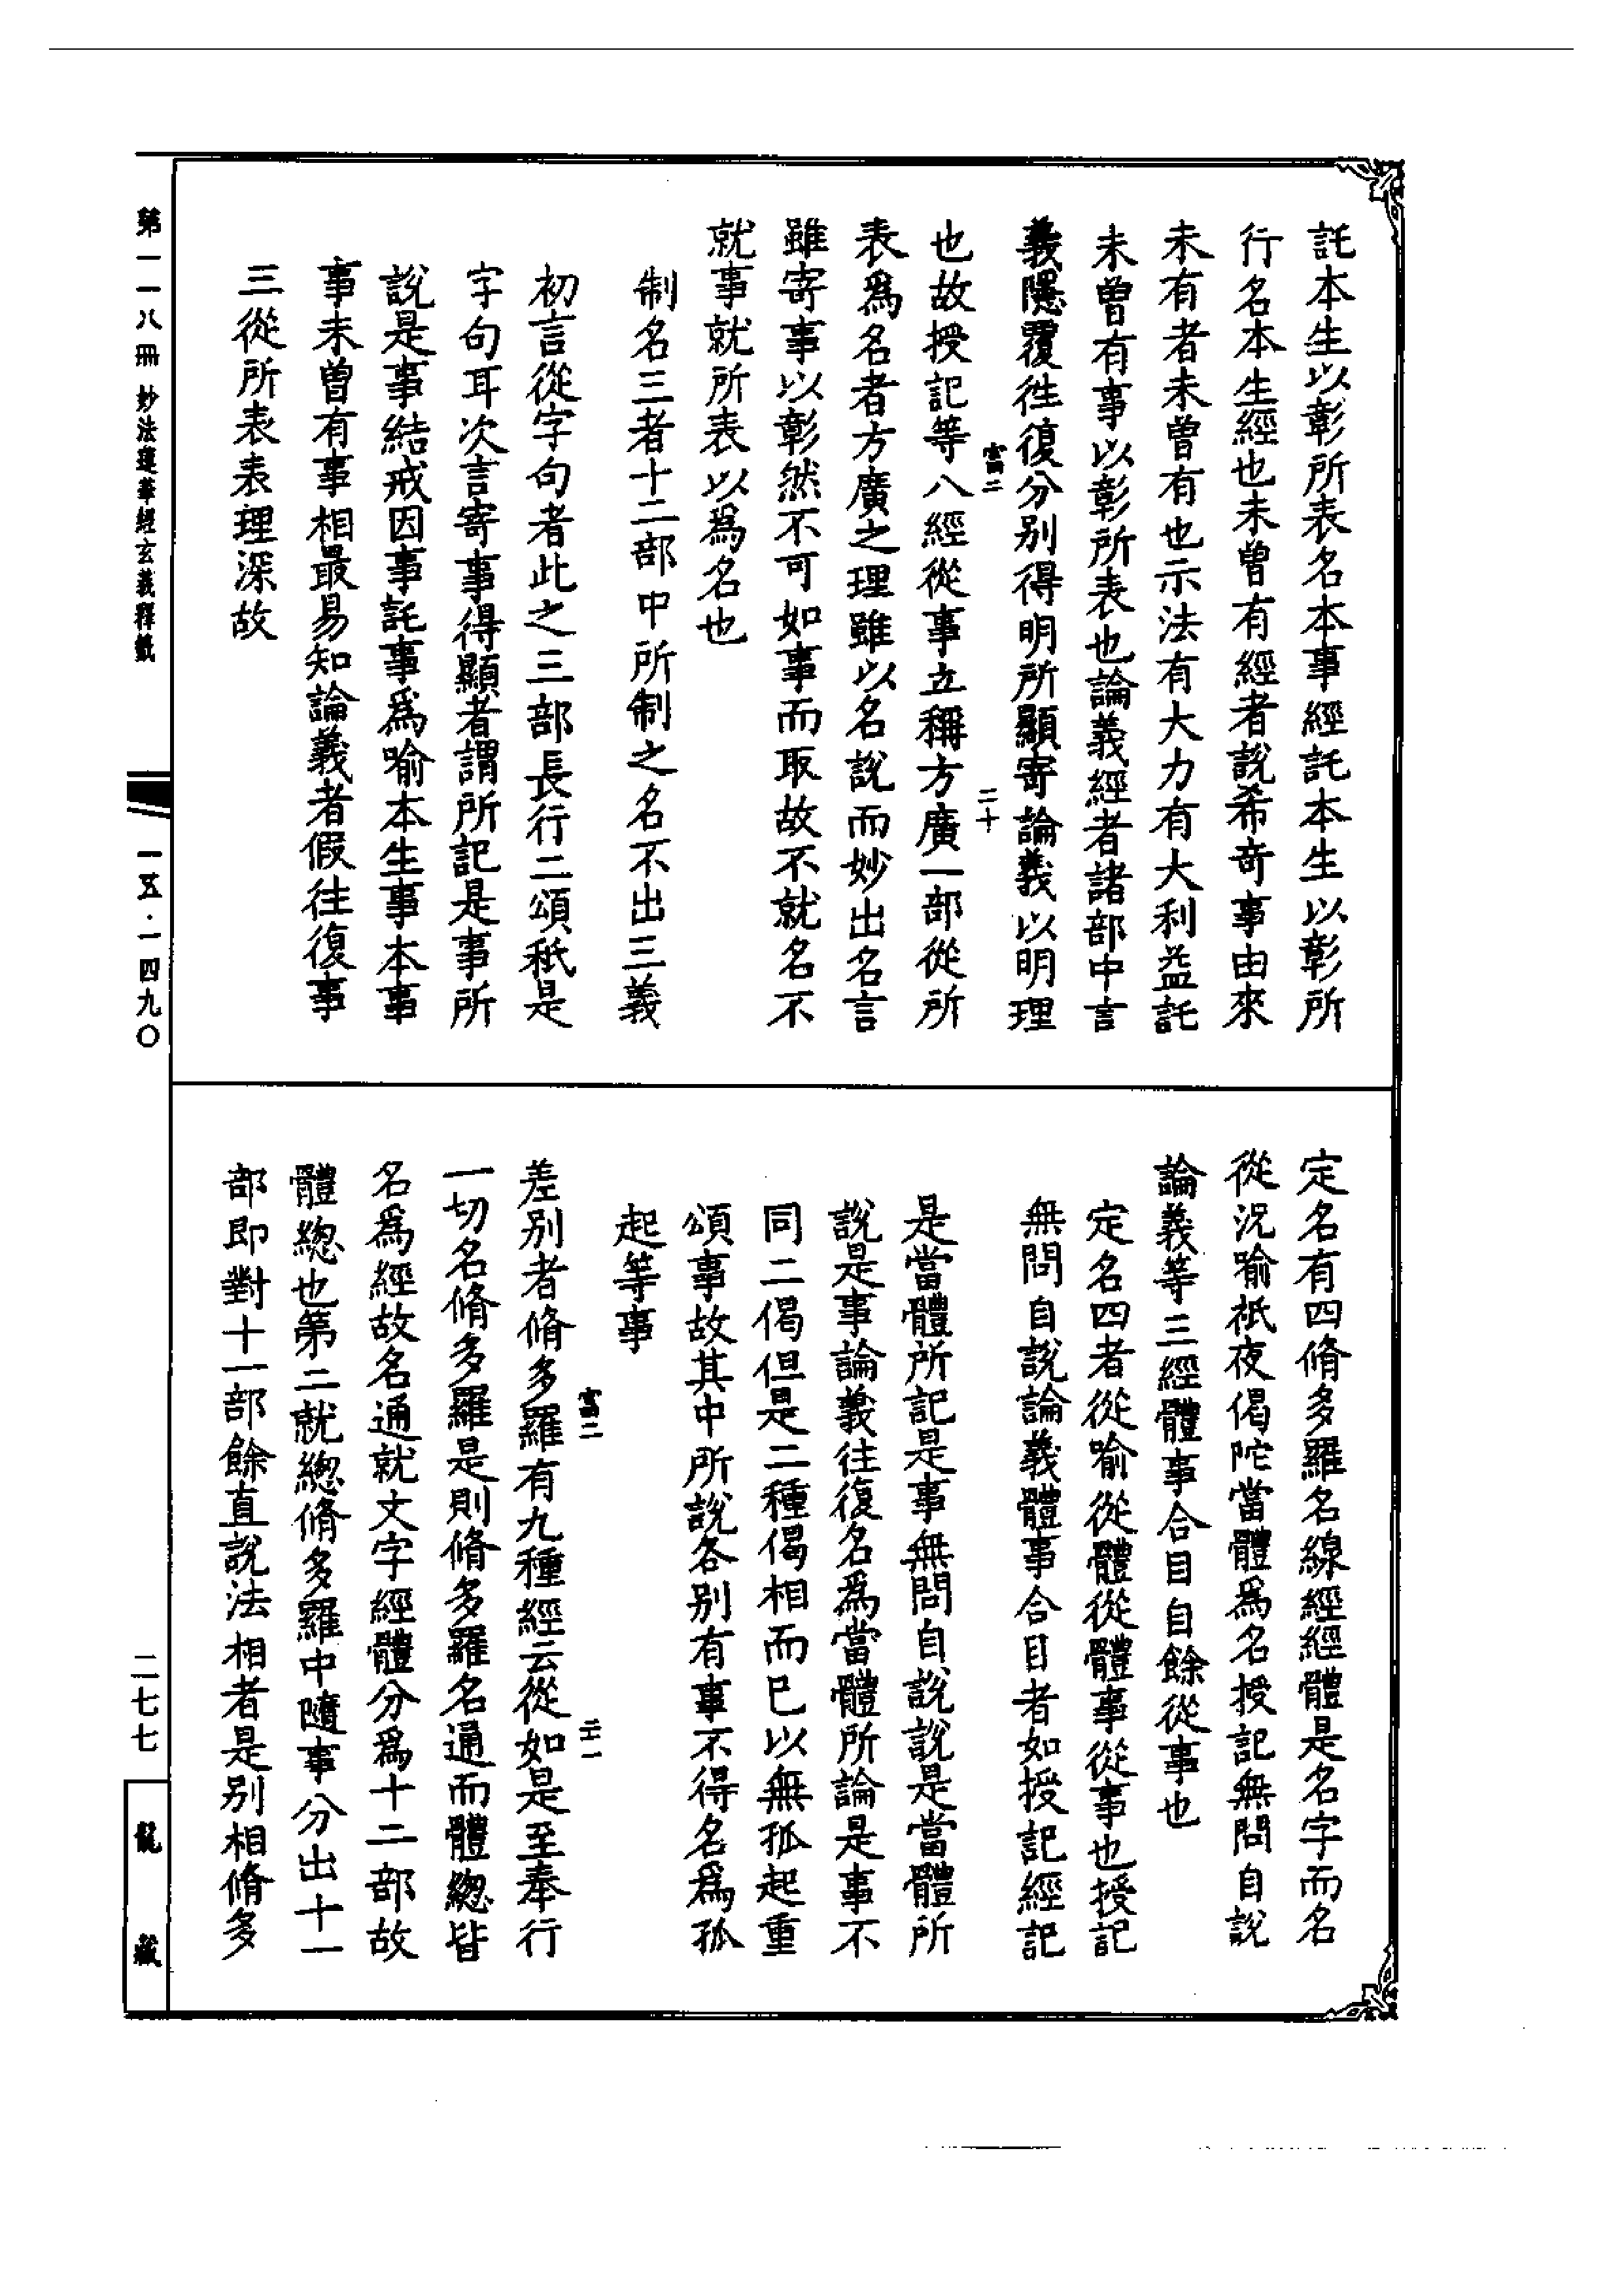 託本生以彰所表名本事經託本生以彰所
行名本生經也未曾有經者說希奇事由來
未有者未曾有也示法有大力有大利益託
未曾有事以彰所表也論義經者諸部中言
義隱覆徃復分別得明所顯寄論義以明理
也故授記等八經從事立稱方廣一部從所
表爲名者方廣之理雖以名說而妙出名言
雖寄事以彰然不可如事而取故不就名不
就事就所表以爲名也
制名三者十二部中所制之名不出三義
初言從字句者此之三部長行二頌秖是
字句耳次言寄事得顯者謂所記是事所
說是事結戒因事託事爲喻本生事本事
事未曾有事相最易知論義者假往復事
三從所表表理深故
定名有四脩多羅名線經經體是名字而名
從況喻祇夜偈陀當體爲名授記無問自說
論義等三經體事合目自餘從事也
定名四者從喻從體從體事從事也授記
無問自說論義體事合目者如授記經記
是當體所記是事無問自說說是當體所
說是事論義往復名爲當體所論是事不
同二偈但是二種偈相而已以無孤起重
頌事故其中所說各別有事不得名爲孤
起等事
差別者脩多羅有九種經云從如是至奉行
一切名脩多羅是則脩多羅名通而體緫皆
名爲經故名通就文字經體分爲十二部故
體緫也第二就緫脩多羅中隨事分出十一
部即對十一部餘直說法相者是別相脩多
第一一八冊 妙法蓮華經玄義釋籤
一五·一四九〇
二七七
龍藏
富二
二十
富二
二十一